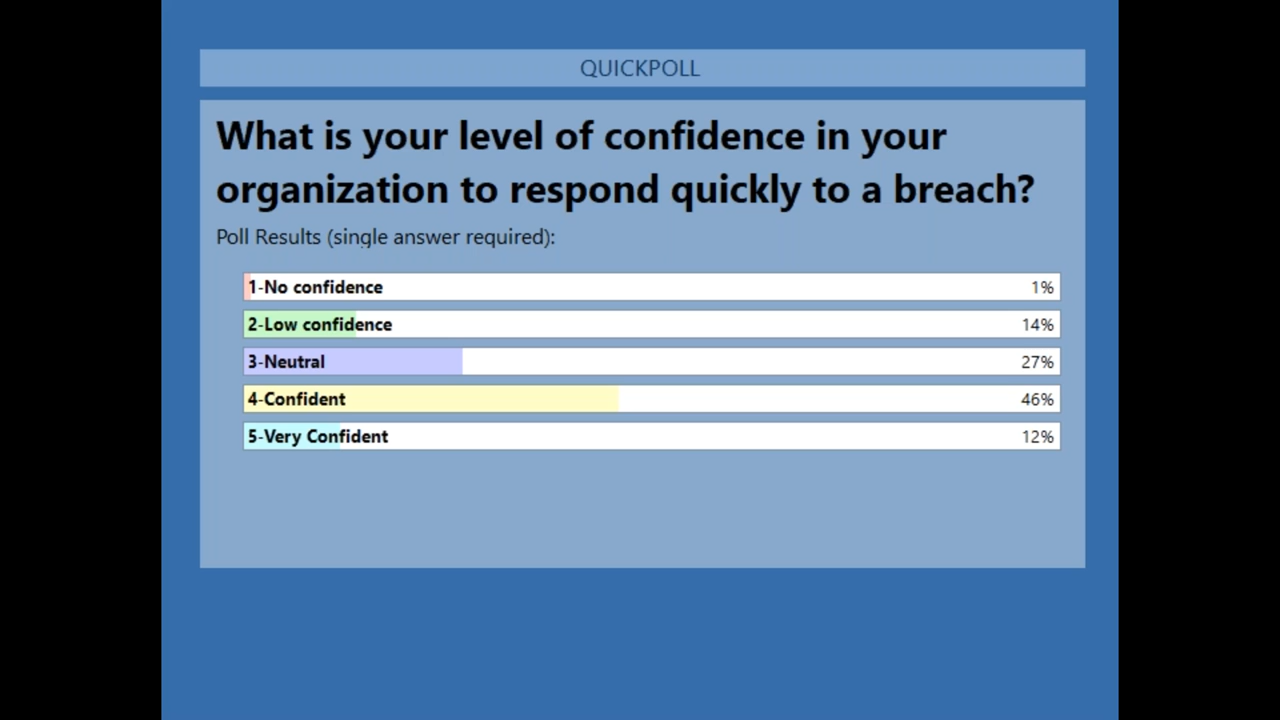 QUICKPOLL
What is your level of confidence in your
organization to respond quickly to a breach?
Poll Results (single answer required):
1-No confidence 1%
2-Low confidence 14%
3-Neutral 27%
4-Confident 46%
5-Very Confident 12%